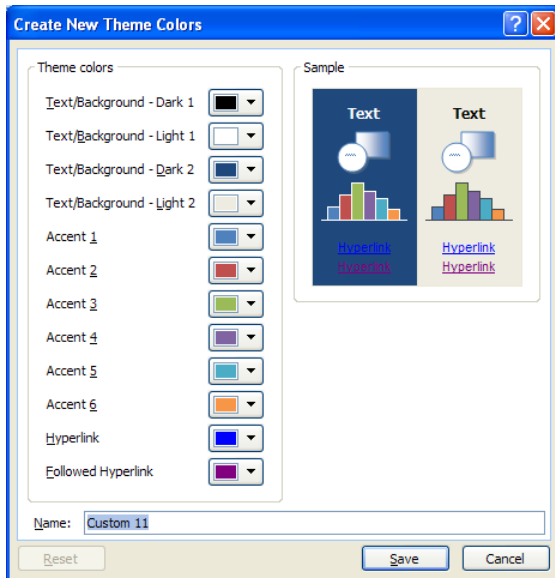 Create New Theme Colors
Theme colors
Text/Background - Dark 1
Text/Background - Light 1
Text/Background - Dark 2
Text/Background - Light 2
Accent 1
Accent 2
Accent 3
Accent 4
Accent 5
Accent 6
Hyperlink
Followed Hyperlink
Sample
Text Text
Hyperlink Hyperlink
Hyperlink Hyperlink
Name: Custom 11
Reset Save Cancel